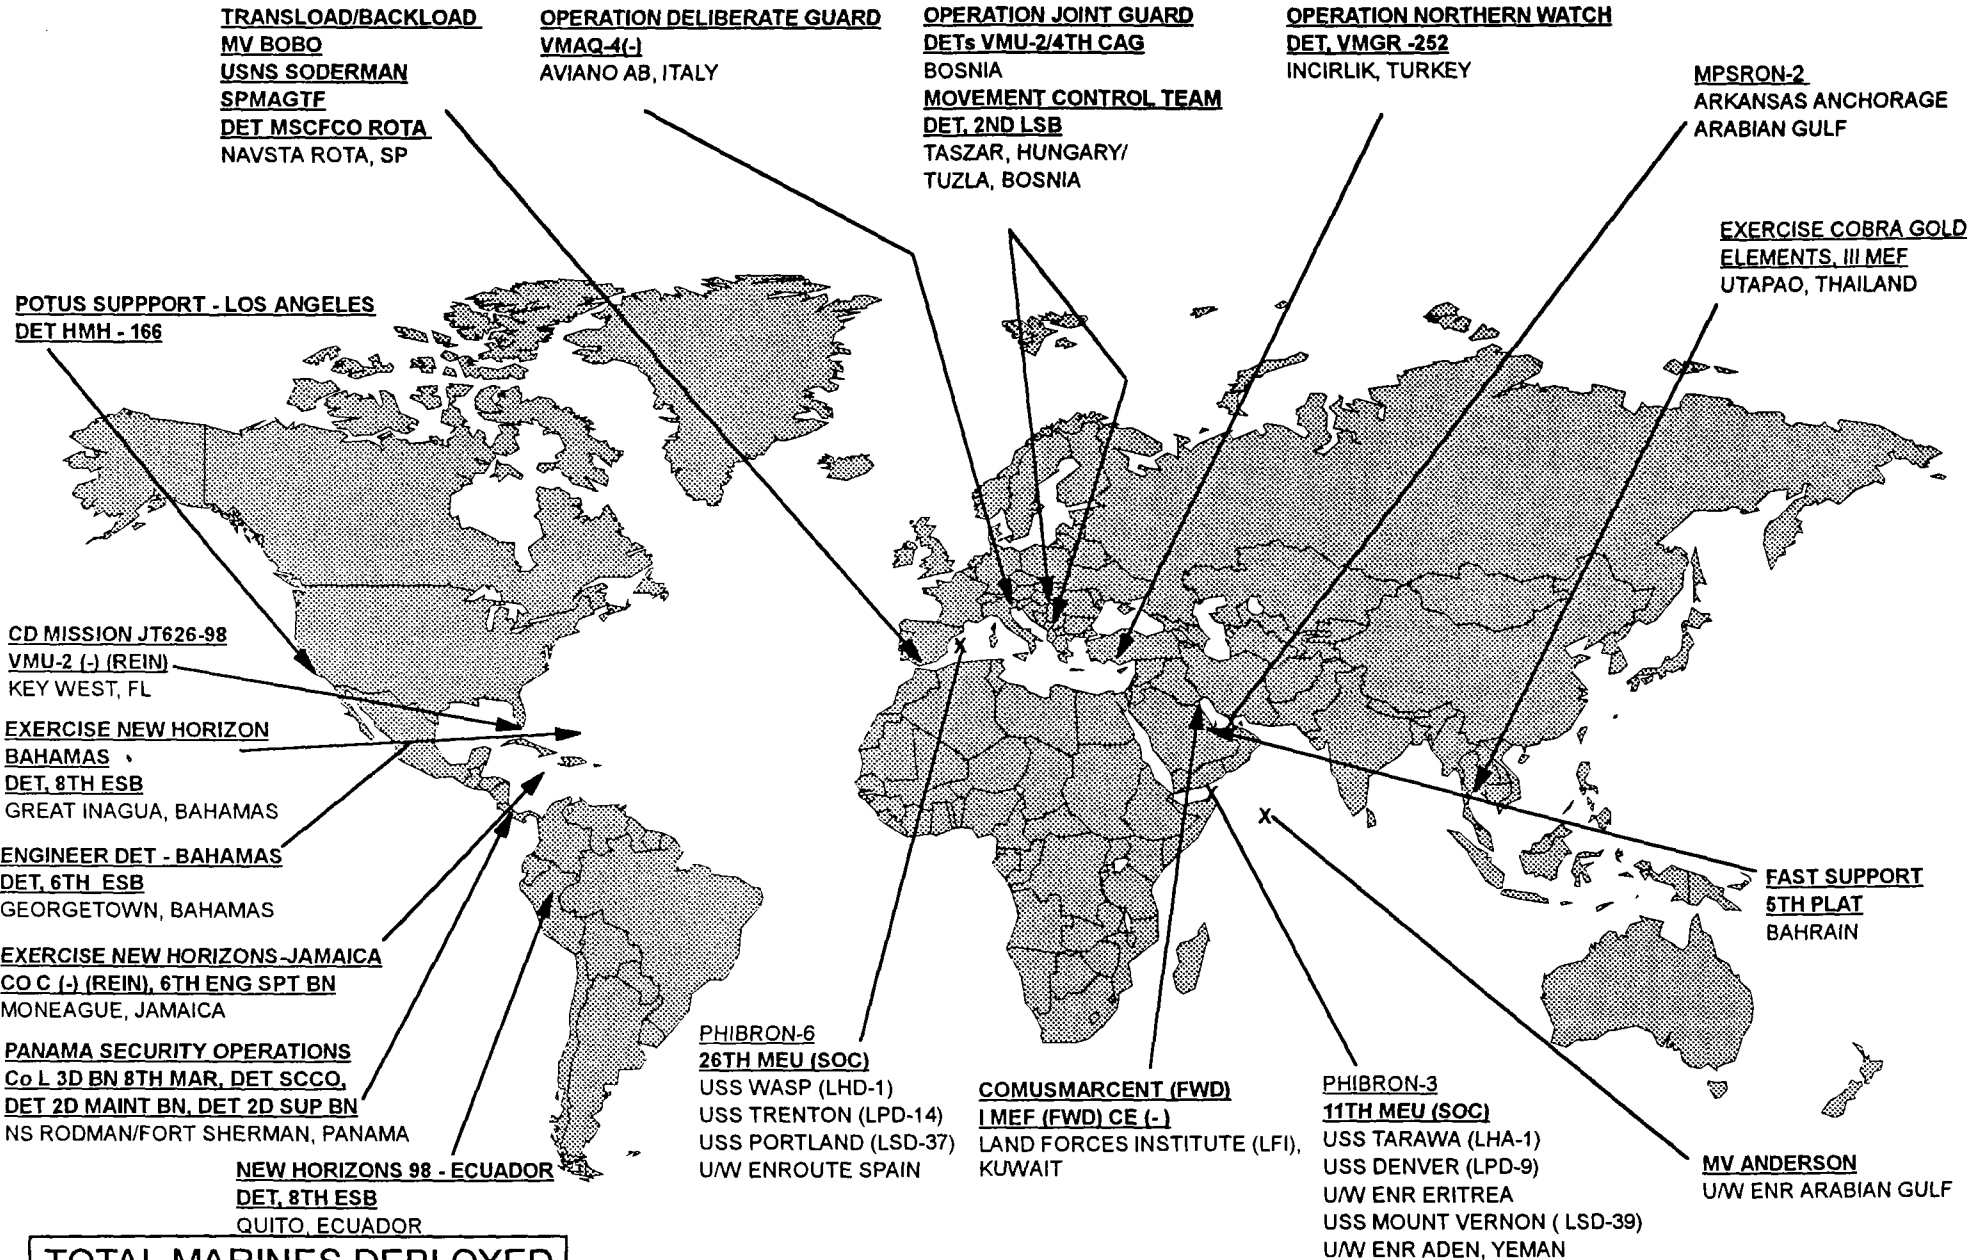 TRANSLOAD/BACKLOAD
MV BOBO
USNS SODERMAN
SPMAGTF
DET MSCFCO ROTA
NAVSTA ROTA, SP
OPERATION DELIBERATE GUARD
VMAQ-4(-)
AVIANO AB, ITALY
OPERATION JOINT GUARD
DETs VMU-2/4TH CAG
BOSNIA
MOVEMENT CONTROL TEAM
DET, 2ND LSB
TASZAR, HUNGARY/
TUZLA, BOSNIA
OPERATION NORTHERN WATCH
DET, VMGR -252
INCIRLIK, TURKEY
MPSRON-2
ARKANSAS ANCHORAGE
ARABIAN GULF
EXERCISE COBRA GOLD
ELEMENTS, III MEF
UTAPAO, THAILAND
POTUS SUPPPORT - LOS ANGELES
DET HMH - 166
CD MISSION JT626-98
VMU-2 (-) (REIN)
KEY WEST, FL
EXERCISE NEW HORIZON
BAHAMAS
DET, 8TH ESB
GREAT INAGUA, BAHAMAS
ENGINEER DET - BAHAMAS
DET, 6TH ESB
GEORGETOWN, BAHAMAS
EXERCISE NEW HORIZONS-JAMAICA
CO C (-) (REIN), 6TH ENG SPT BN
MONEAGUE, JAMAICA
PANAMA SECURITY OPERATIONS
Co L 3D BN 8TH MAR, DET SCCO,
DET 2D MAINT BN, DET 2D SUP BN
NS RODMAN/FORT SHERMAN, PANAMA
NEW HORIZONS 98 - ECUADOR
DET, 8TH ESB
QUITO, ECUADOR
X
X
PHIBRON-6
26TH MEU (SOC)
USS WASP (LHD-1)
USS TRENTON (LPD-14)
USS PORTLAND (LSD-37)
U/W ENROUTE SPAIN
COMUSMARCENT (FWD)
I MEF (FWD) CE (-)
LAND FORCES INSTITUTE (LFI),
KUWAIT
PHIBRON-3
11TH MEU (SOC)
USS TARAWA (LHA-1)
USS DENVER (LPD-9)
U/W ENR ERITREA
USS MOUNT VERNON ( LSD-39)
U/W ENR ADEN, YEMAN
FAST SUPPORT
5TH PLAT
BAHRAIN
MV ANDERSON
U/W ENR ARABIAN GULF
TOTAL MARINES DEPLOYED